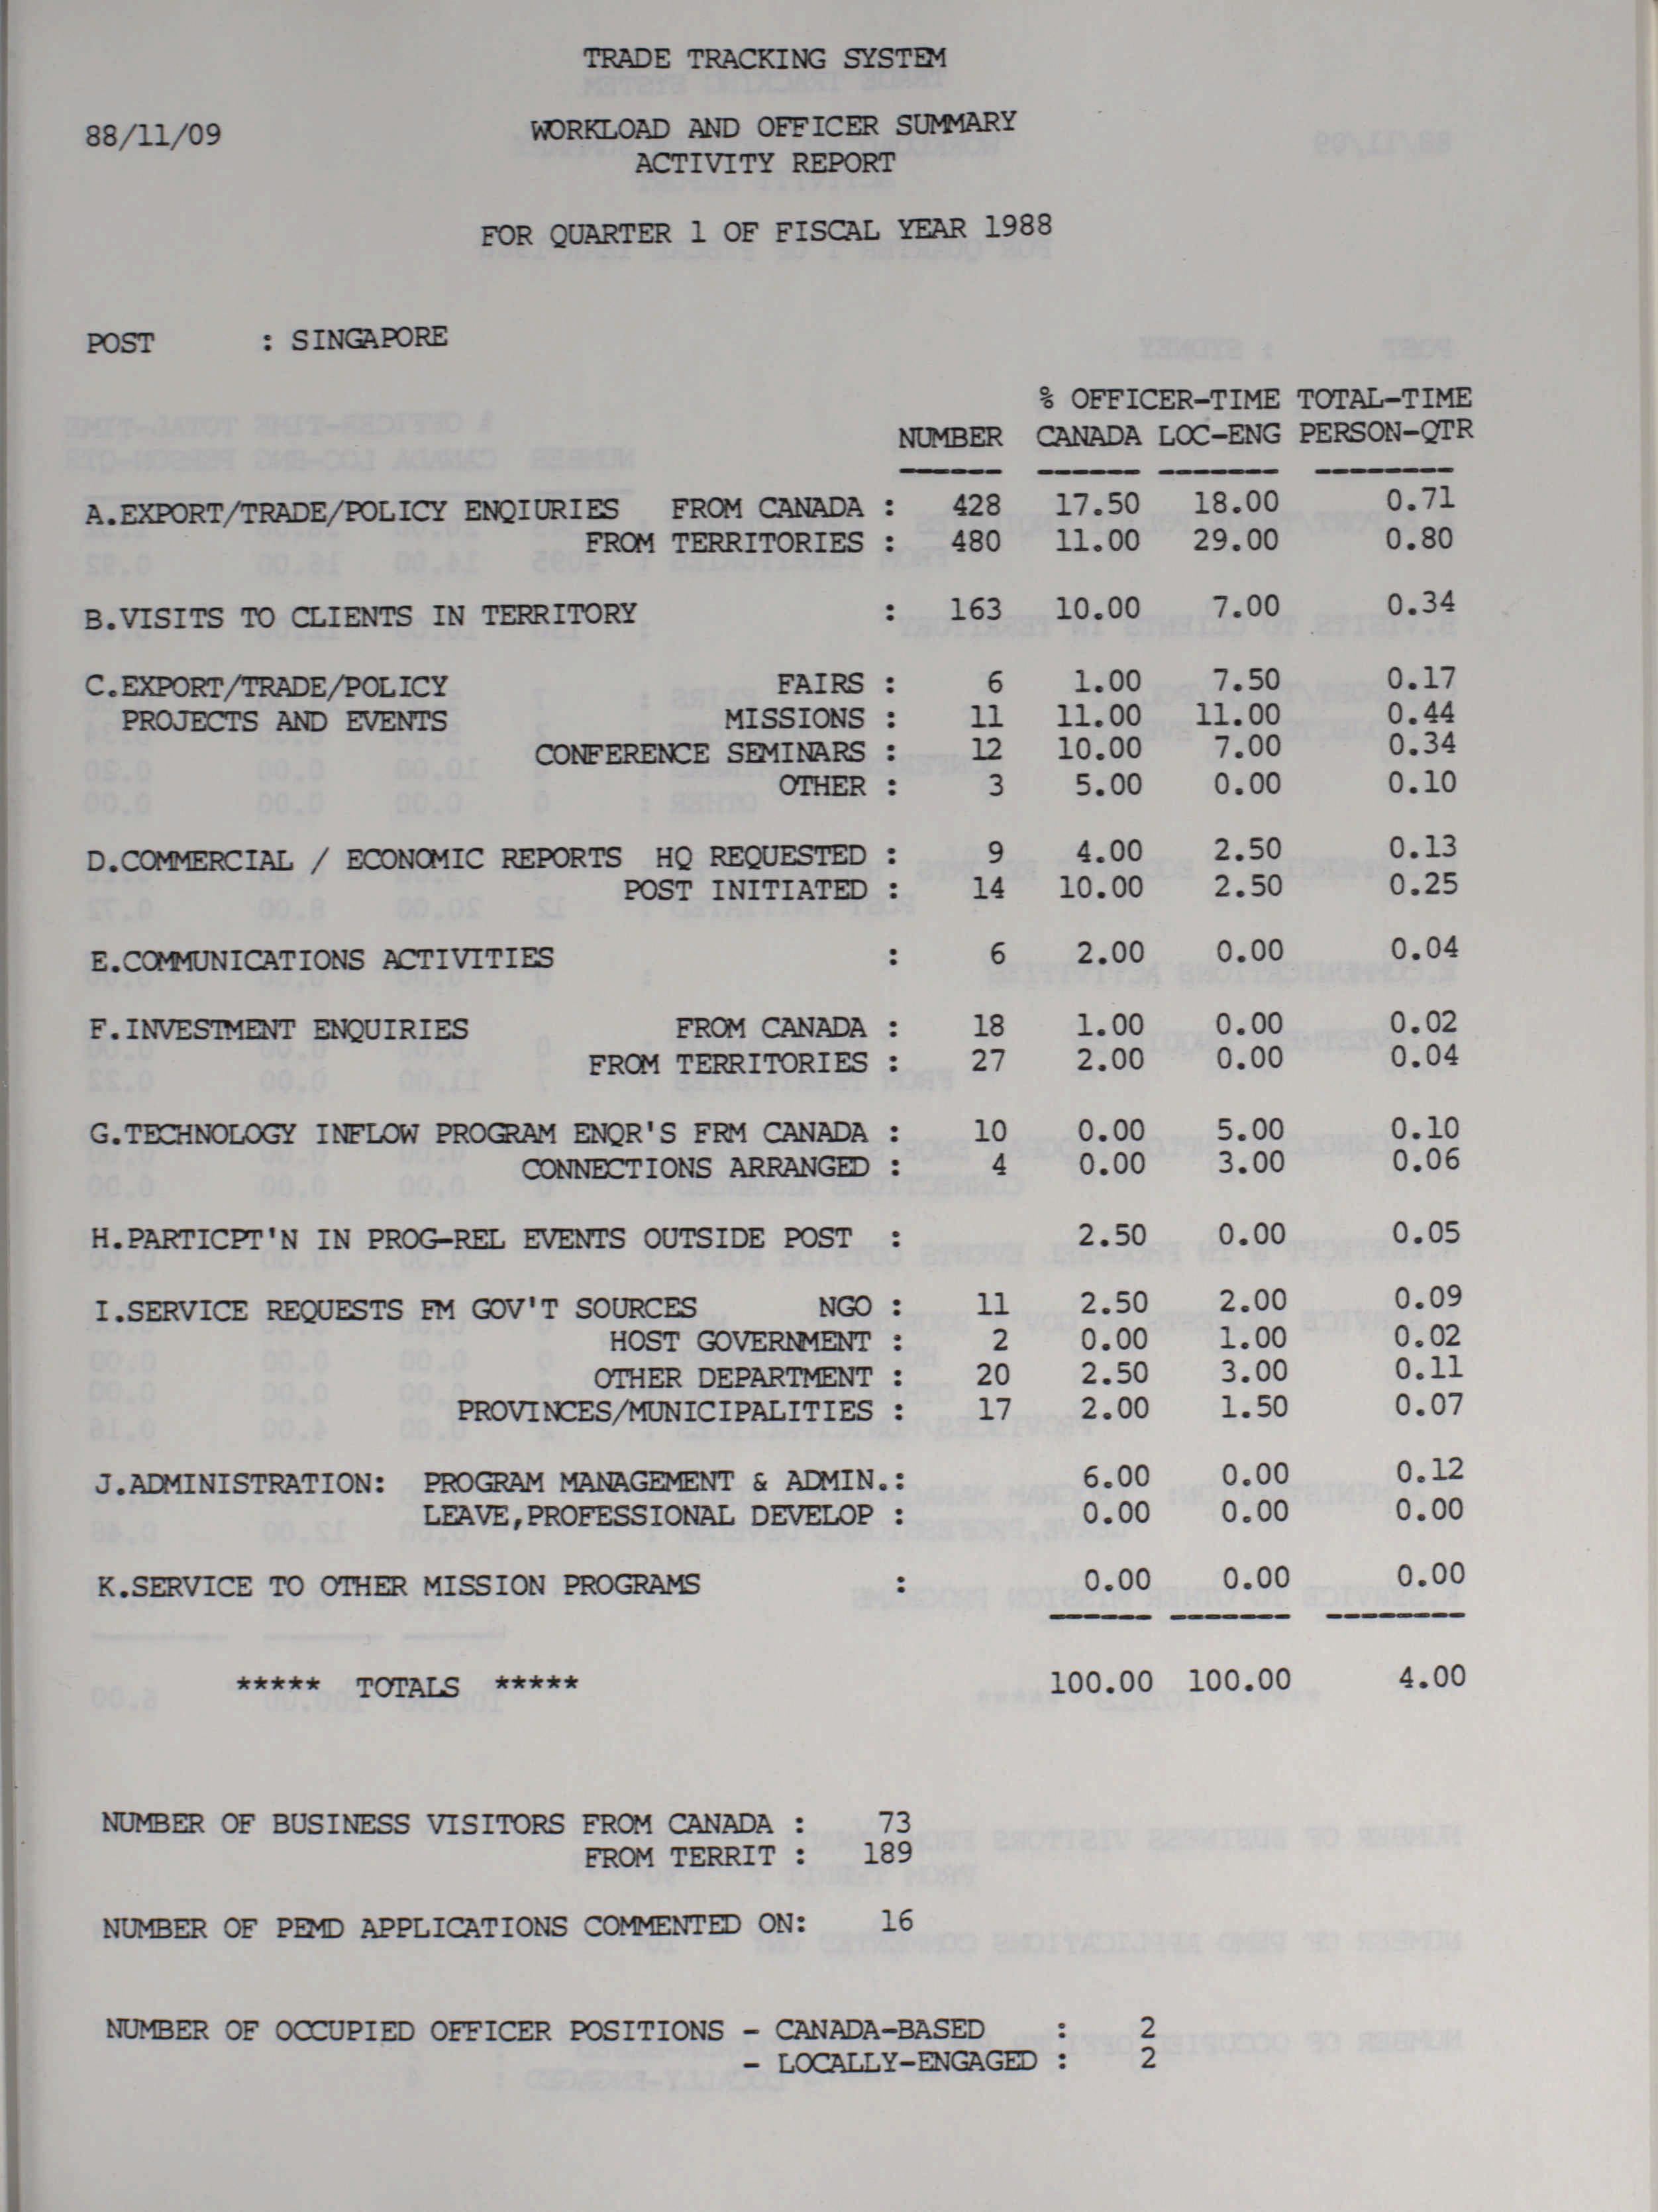 TRADE TRACKING SYSTEM
88/11/09 WORKLOAD AND OFFICER SUMMARY
ACTIVITY REPORT
FOR QUARTER 1 OF FISCAL YEAR 1988
POST : SINGAPORE
% OFFICER-TIME TOTAL-TIME
NUMBER CANADA LOC-ENG PERSON-QTR
A.EXPORT/TRADE/POLICY ENQIURIES FROM CANADA : 428 17.50 18.00 0.71
FROM TERRITORIES : 480 11.00 29.00 0.80
B.VISITS TO CLIENTS IN TERRITORY : 163 10.00 7.00 0.34
C.EXPORT/TRADE/POLICY FAIRS : 6 1.00 7.50 0.17
PROJECTS AND EVENTS MISSIONS : 11 11.00 11.00 0.44
CONFERENCE SEMINARS : 12 10.00 7.00 0.34
OTHER : 3 5.00 0.00 0.10
D.COMMERCIAL / ECONOMIC REPORTS HQ REQUESTED : 9 4.00 2.50 0.13
POST INITIATED : 14 10.00 2.50 0.25
E.COMMUNICATIONS ACTIVITIES : 6 2.00 0.00 0.04
F.INVESTMENT ENQUIRIES FROM CANADA : 18 1.00 0.00 0.02
FROM TERRITORIES : 27 2.00 0.00 0.04
G.TECHNOLOGY INFLOW PROGRAM ENQR'S FRM CANADA : 10 0.00 5.00 0.10
CONNECTIONS ARRANGED : 4 0.00 3.00 0.06
H.PARTICPT'N IN PROG-REL EVENTS OUTSIDE POST : 2.50 0.00 0.05
I.SERVICE REQUESTS FM GOV'T SOURCES NGO : 11 2.50 2.00 0.09
HOST GOVERNMENT : 2 0.00 1.00 0.02
OTHER DEPARTMENT : 20 2.50 3.00 0.11
PROVINCES/MUNICIPALITIES : 17 2.00 1.50 0.07
J.ADMINISTRATION: PROGRAM MANAGEMENT & ADMIN.: 6.00 0.00 0.12
LEAVE,PROFESSIONAL DEVELOP : 0.00 0.00 0.00
K.SERVICE TO OTHER MISSION PROGRAMS : 0.00 0.00 0.00
***** TOTALS ***** 100.00 100.00 4.00
NUMBER OF BUSINESS VISITORS FROM CANADA : 73
FROM TERRIT : 189
NUMBER OF PEMD APPLICATIONS COMMENTED ON: 16
NUMBER OF OCCUPIED OFFICER POSITIONS - CANADA-BASED : 2
- LOCALLY-ENGAGED : 2